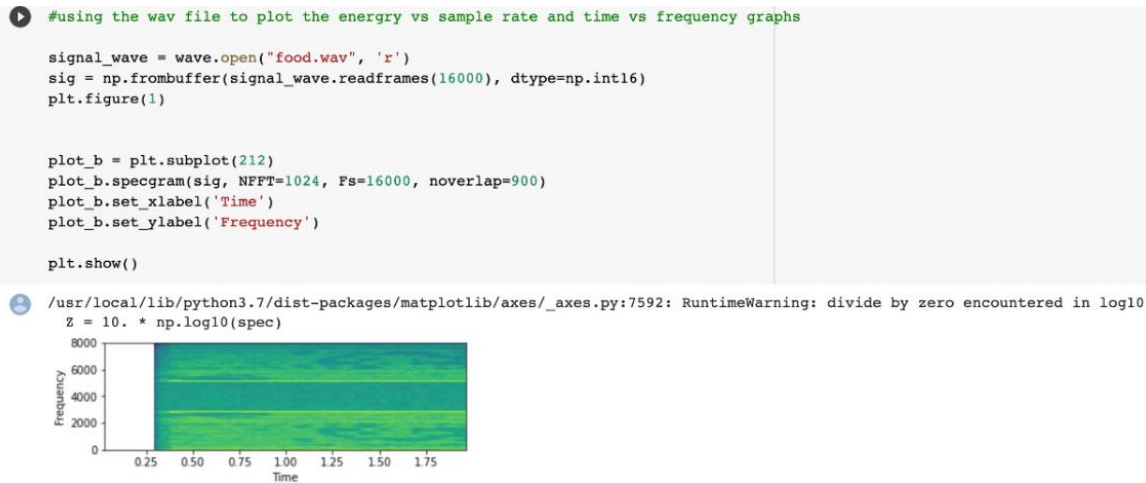 #using the wav file to plot the energry vs sample rate and time vs frequency graphs
signal_wave = wave.open("food.wav", 'r')
sig = np.frombuffer(signal_wave.readframes(16000), dtype=np.int16)
plt.figure(1)
plot_b = plt.subplot(212)
plot_b.specgram(sig, NFFT=1024, Fs=16000, noverlap=900)
plot_b.set_xlabel('Time')
plot_b.set_ylabel('Frequency')
plt.show()
/usr/local/lib/python3.7/dist-packages/matplotlib/axes/_axes.py:7592: RuntimeWarning: divide by zero encountered in log10
Z = 10. * np.log10(spec)
8000
6000
4000
2000
0
Frequency
0.25 0.50 0.75 1.00 1.25 1.50 1.75
Time